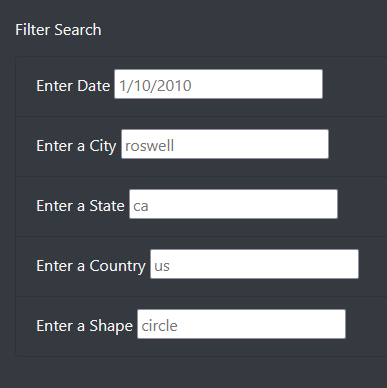 Filter Search
Enter Date 1/10/2010
Enter a City roswell
Enter a State ca
Enter a Country us
Enter a Shape circle